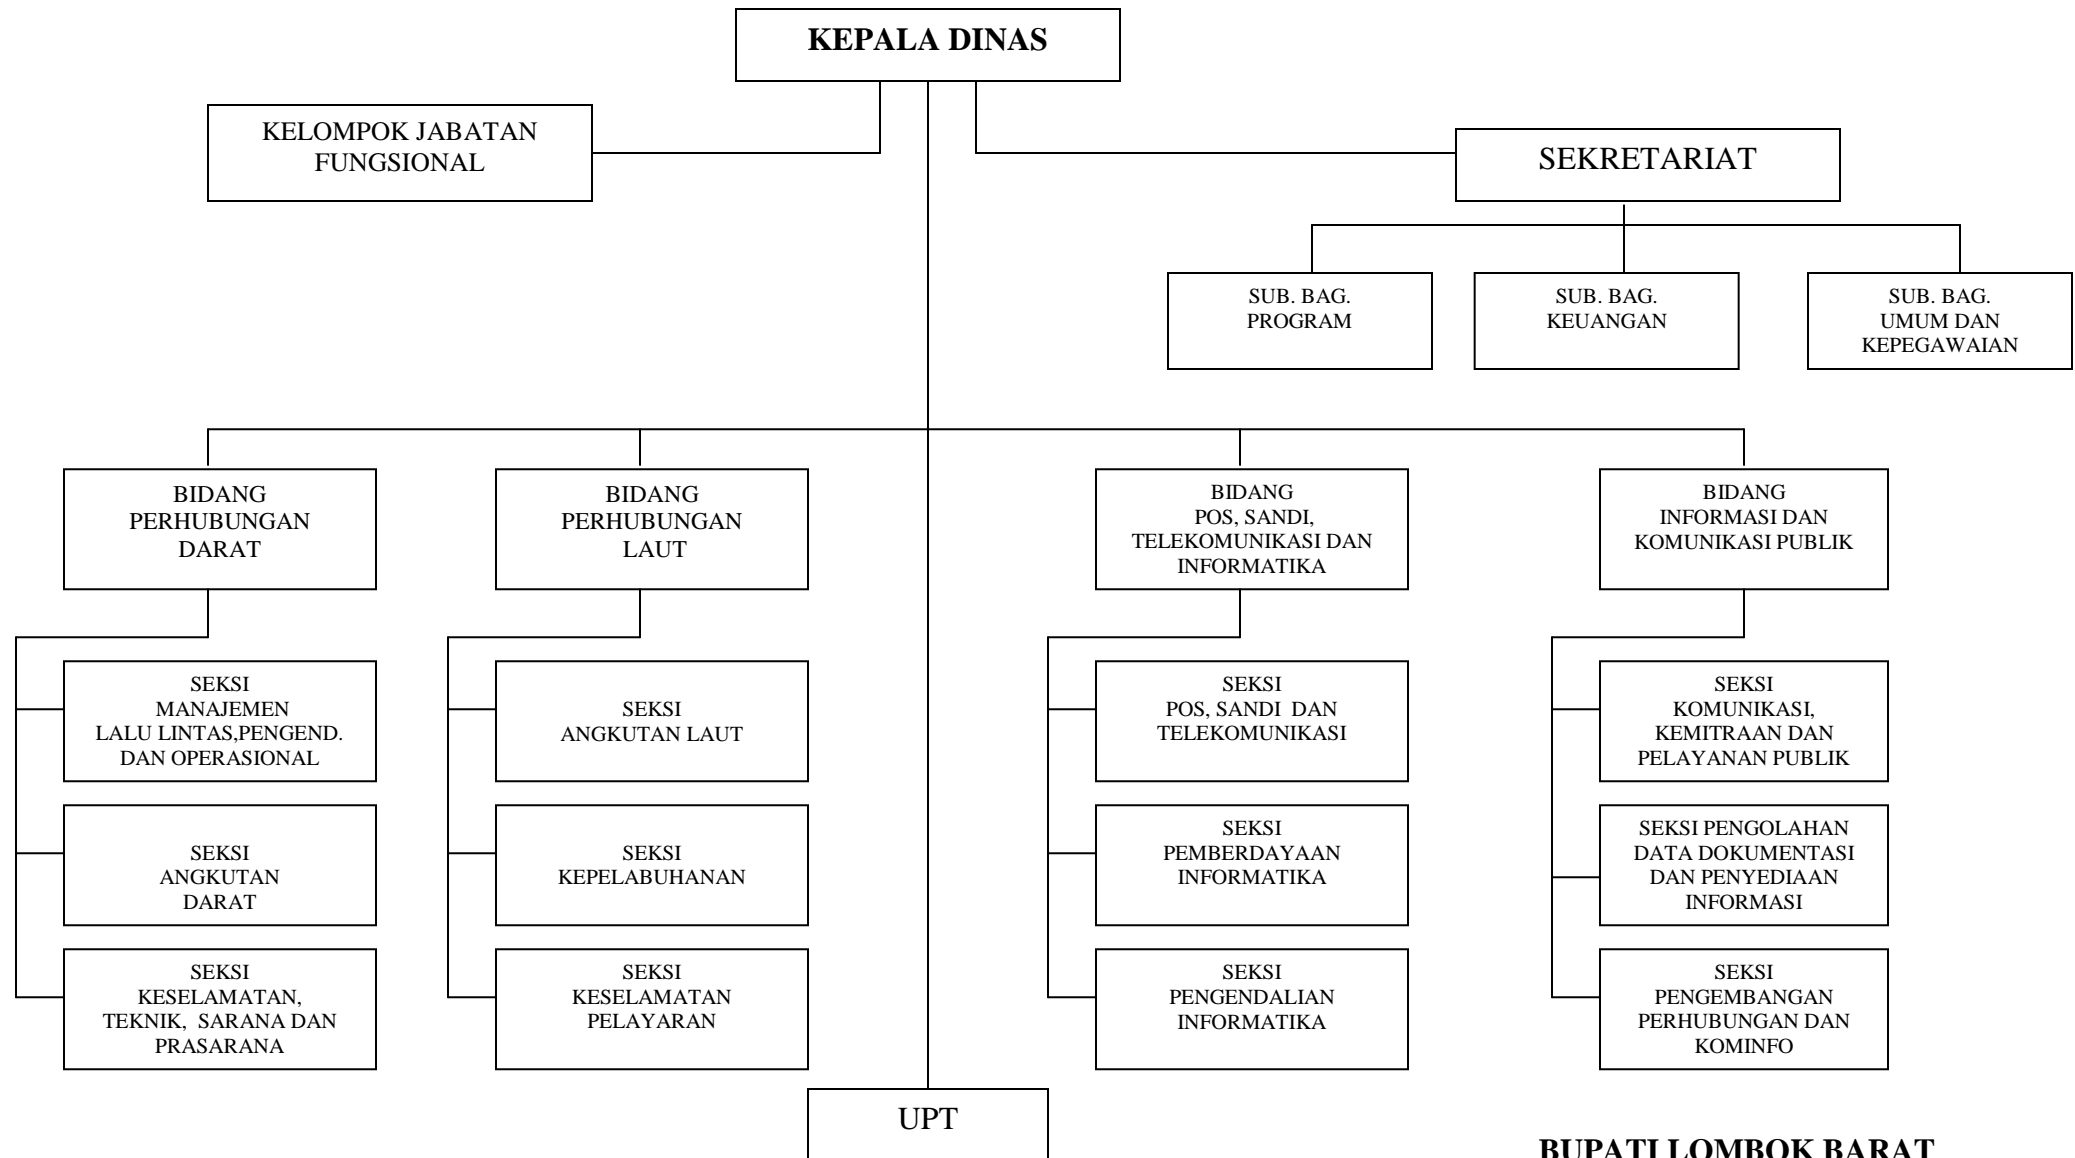 KEPALA DINAS
KELOMPOK JABATAN
FUNGSIONAL
SEKRETARIAT
SUB. BAG.
PROGRAM
SUB. BAG.
KEUANGAN
SUB. BAG.
UMUM DAN
KEPEGAWAIAN
BIDANG
PERHUBUNGAN
DARAT
BIDANG
PERHUBUNGAN
LAUT
BIDANG
POS, SANDI,
TELEKOMUNIKASI DAN
INFORMATIKA
BIDANG
INFORMASI DAN
KOMUNIKASI PUBLIK
SEKSI
MANAJEMEN
LALU LINTAS,PENGEND.
DAN OPERASIONAL
SEKSI
ANGKUTAN LAUT
SEKSI
POS, SANDI  DAN
TELEKOMUNIKASI
SEKSI
KOMUNIKASI,
KEMITRAAN DAN
PELAYANAN PUBLIK
SEKSI
ANGKUTAN
DARAT
SEKSI
KEPELABUHANAN
SEKSI
PEMBERDAYAAN
INFORMATIKA
SEKSI PENGOLAHAN
DATA DOKUMENTASI
DAN PENYEDIAAN
INFORMASI
SEKSI
KESELAMATAN,
TEKNIK,  SARANA DAN
PRASARANA
SEKSI
KESELAMATAN
PELAYARAN
SEKSI
PENGENDALIAN
INFORMATIKA
SEKSI
PENGEMBANGAN
PERHUBUNGAN DAN
KOMINFO
UPT
BUPATI LOMBOK BARAT